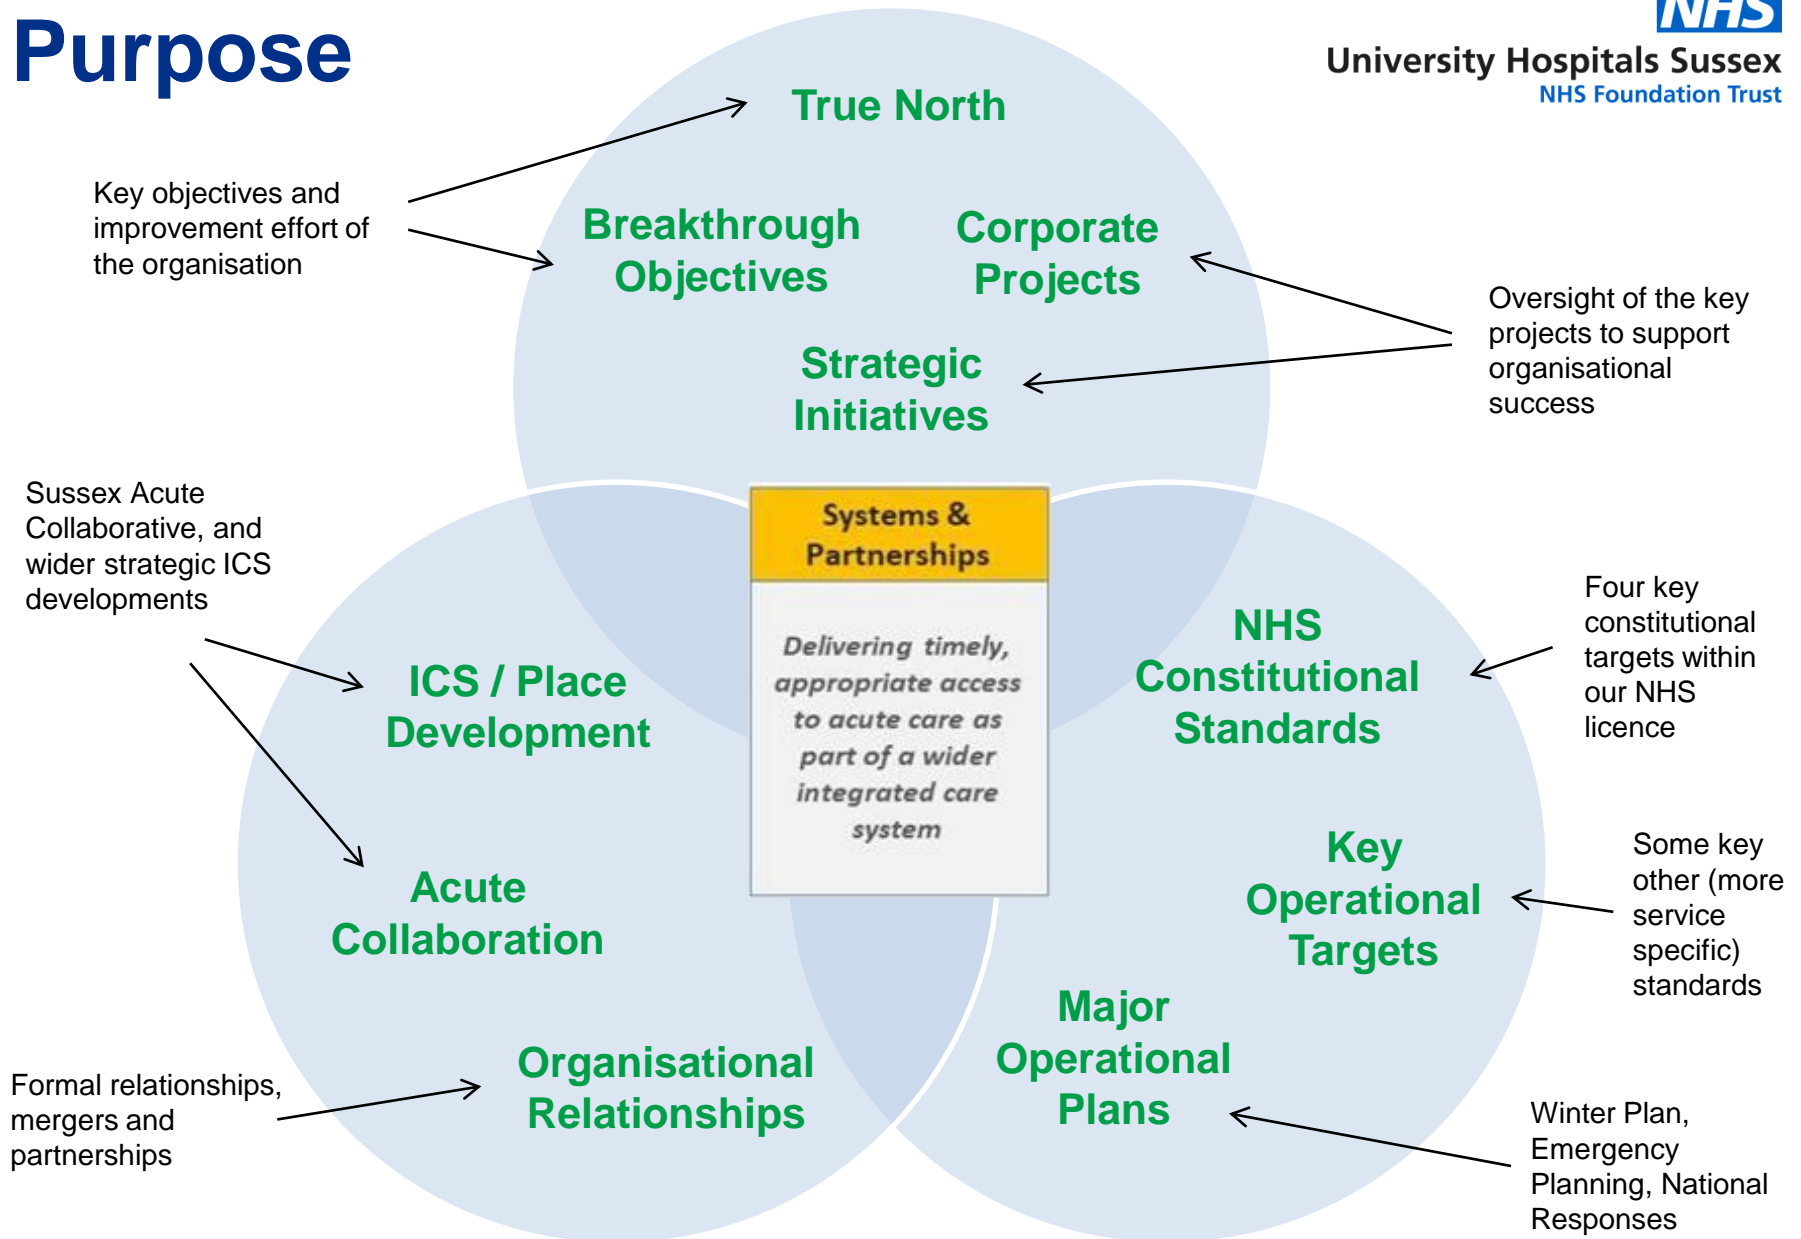 Purpose
NHS
University Hospitals Sussex
NHS Foundation Trust
True North
Key objectives and
improvement effort of
the organisation
Breakthrough
Objectives
Corporate
Projects
Oversight of the key
projects to support
organisational
success
Strategic
Initiatives
Sussex Acute
Collaborative, and
wider strategic ICS
developments
Systems &
Partnerships
Delivering timely,
appropriate access
to acute care as
part of a wider
integrated care
system
ICS / Place
Development
NHS
Constitutional
Standards
Four key
constitutional
targets within
our NHS
licence
Acute
Collaboration
Key
Operational
Targets
Some key
other (more
service
specific)
standards
Organisational
Relationships
Major
Operational
Plans
Formal relationships,
mergers and
partnerships
Winter Plan,
Emergency
Planning, National
Responses